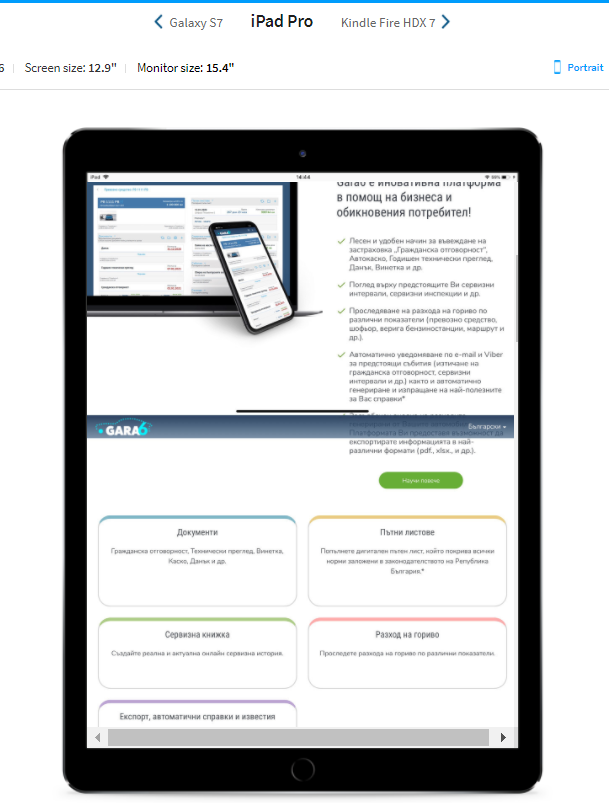 Galaxy S7 iPad Pro Kindle Fire HDX 7
6 Screen size: 12.9" Monitor size: 15.4" Portrait
iPad 14:44
Gara6 е иновативна платформа
в помощ на бизнеса и
обикновения потребител!
Лесен и удобен начин за въвеждане на
застраховка „Гражданска отговорност",
Автокаско, Годишен технически преглед,
Данък, Винетка и др.
Поглед върху предстоящите Ви сервизни
интервали, сервизни инспекции и др.
Проследяване на разхода на гориво по
различни показатели (превозно средство,
шофьор, верига бензиностанции, маршрут и
др.)
Автоматично уведомяване по e-mail и Viber
за предстоящи събития (изтичане на
гражданска отговорност, сервизни
интервали и др.) както и автоматично
генериране и изпращане на най-полезните
за Вас справки*
GARA6 Български
Платформата Ви предоставя възможност да
експортирате информацията в най-
различни формати (pdf., xlsx., и др.).
Научи повече
Документи
Гражданска отговорност, Технически преглед, Винетка,
Каско, Данък и др.
Пътни листове
Попълнете дигитален пътен лист, който покрива всички
норми заложени в законодателството на Република
България.*
Сервизна книжка
Създайте реална и актуална онлайн сервизна история.
Разход на гориво
Проследете разхода на гориво по различни показатели.
Експорт, автоматични справки и известия